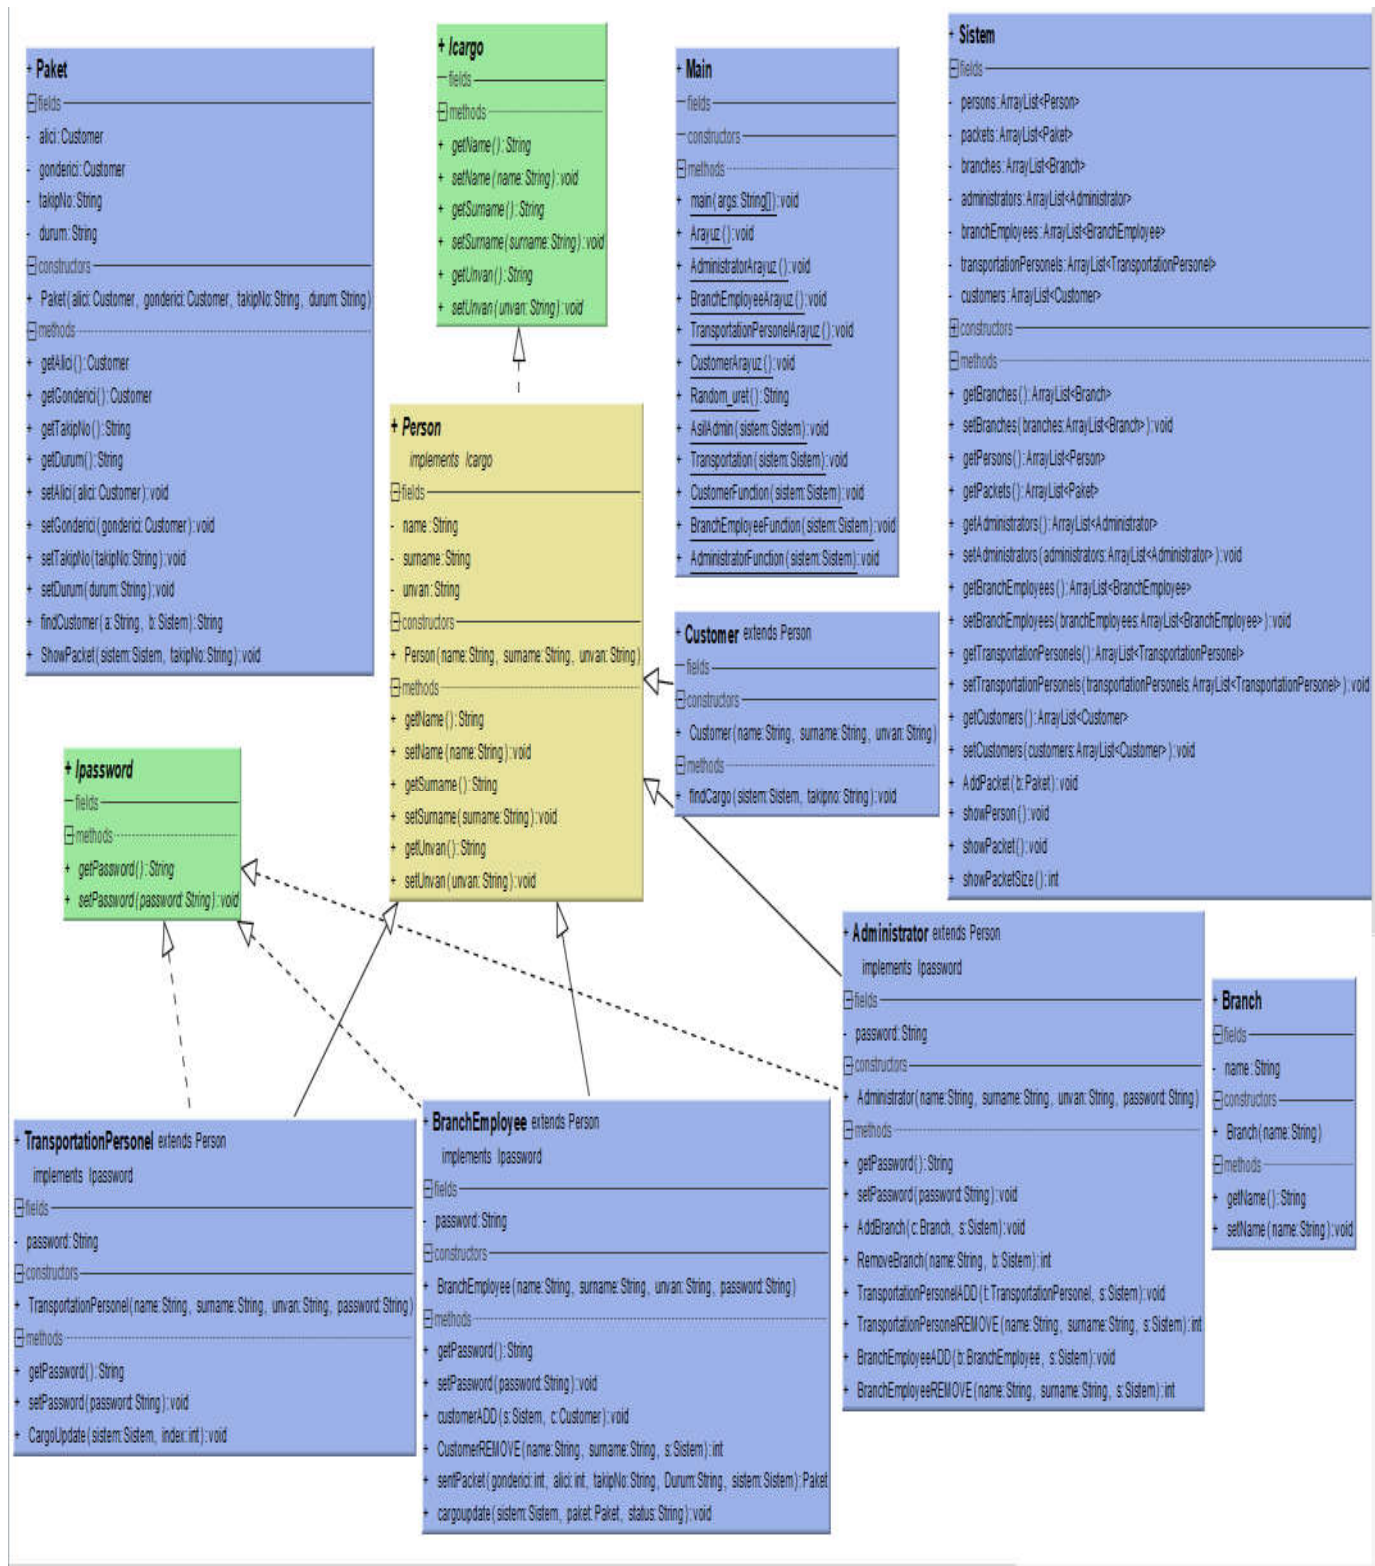 + Paket
fields
- alici:Customer
- gonderici:Customer
- takipNo:String
- durum:String
constructors
+ Paket(alici:Customer, gonderici:Customer, takipNo:String, durum:String)
methods
+ getAlici():Customer
+ getGonderici():Customer
+ getTakipNo():String
+ getDurum():String
+ setAlici(alici:Customer):void
+ setGonderici(gonderici:Customer):void
+ setTakipNo(takipNo:String):void
+ setDurum(durum:String):void
+ findCustomer(a:String, b:Sistem):String
+ ShowPacket(sistem:Sistem, takipNo:String):void
+ Icargo
fields
methods
+ getName():String
+ setName(name:String):void
+ getSurname():String
+ setSurname(surname:String):void
+ getUnvan():String
+ setUnvan(unvan:String):void
+ Main
fields
constructors
methods
+ main(args:String[]):void
+ Arayuz():void
+ AdministratorArayuz():void
+ BranchEmployeeArayuz():void
+ TransportationPersonelArayuz():void
+ CustomerArayuz():void
+ Random_uret():String
+ AsilAdmin(sistem:Sistem):void
+ Transportation(sistem:Sistem):void
+ CustomerFunction(sistem:Sistem):void
+ BranchEmployeeFunction(sistem:Sistem):void
+ AdministratorFunction(sistem:Sistem):void
+ Sistem
fields
- persons:ArrayList<Person>
- packets:ArrayList<Paket>
- branches:ArrayList<Branch>
- administrators:ArrayList<Administrator>
- branchEmployees:ArrayList<BranchEmployee>
- transportationPersonels:ArrayList<TransportationPersonel>
- customers:ArrayList<Customer>
constructors
methods
+ getBranches():ArrayList<Branch>
+ setBranches(branches:ArrayList<Branch>):void
+ getPersons():ArrayList<Person>
+ getPackets():ArrayList<Paket>
+ getAdministrators():ArrayList<Administrator>
+ setAdministrators(administrators:ArrayList<Administrator>):void
+ getBranchEmployees():ArrayList<BranchEmployee>
+ setBranchEmployees(branchEmployees:ArrayList<BranchEmployee>):void
+ getTransportationPersonels():ArrayList<TransportationPersonel>
+ setTransportationPersonels(transportationPersonels:ArrayList<TransportationPersonel>):void
+ getCustomers():ArrayList<Customer>
+ setCustomers(customers:ArrayList<Customer>):void
+ AddPacket(b:Paket):void
+ showPerson():void
+ showPacket():void
+ showPacketSize():int
+ Person
implements Icargo
fields
- name:String
- surname:String
- unvan:String
constructors
+ Person(name:String, surname:String, unvan:String)
methods
+ getName():String
+ setName(name:String):void
+ getSurname():String
+ setSurname(surname:String):void
+ getUnvan():String
+ setUnvan(unvan:String):void
+ Customer extends Person
fields
constructors
+ Customer(name:String, surname:String, unvan:String)
methods
+ findCargo(sistem:Sistem, takipno:String):void
+ Ipassword
fields
methods
+ getPassword():String
+ setPassword(password:String):void
+ Administrator extends Person
implements Ipassword
fields
- password:String
constructors
+ Administrator(name:String, surname:String, unvan:String, password:String)
methods
+ getPassword():String
+ setPassword(password:String):void
+ AddBranch(c:Branch, s:Sistem):void
+ RemoveBranch(name:String, b:Sistem):int
+ TransportationPersonelADD(t:TransportationPersonel, s:Sistem):void
+ TransportationPersonelREMOVE(name:String, surname:String, s:Sistem):int
+ BranchEmployeeADD(b:BranchEmployee, s:Sistem):void
+ BranchEmployeeREMOVE(name:String, surname:String, s:Sistem):int
+ Branch
fields
- name:String
constructors
+ Branch(name:String)
methods
+ getName():String
+ setName(name:String):void
+ TransportationPersonel extends Person
implements Ipassword
fields
- password:String
constructors
+ TransportationPersonel(name:String, surname:String, unvan:String, password:String)
methods
+ getPassword():String
+ setPassword(password:String):void
+ CargoUpdate(sistem:Sistem, index:int):void
+ BranchEmployee extends Person
implements Ipassword
fields
- password:String
constructors
+ BranchEmployee(name:String, surname:String, unvan:String, password:String)
methods
+ getPassword():String
+ setPassword(password:String):void
+ customerADD(s:Sistem, c:Customer):void
+ CustomerREMOVE(name:String, surname:String, s:Sistem):int
+ sentPacket(gonderici:int, alici:int, takipNo:String, Durum:String, sistem:Sistem):Paket
+ cargoupdate(sistem:Sistem, paket:Paket, status:String):void